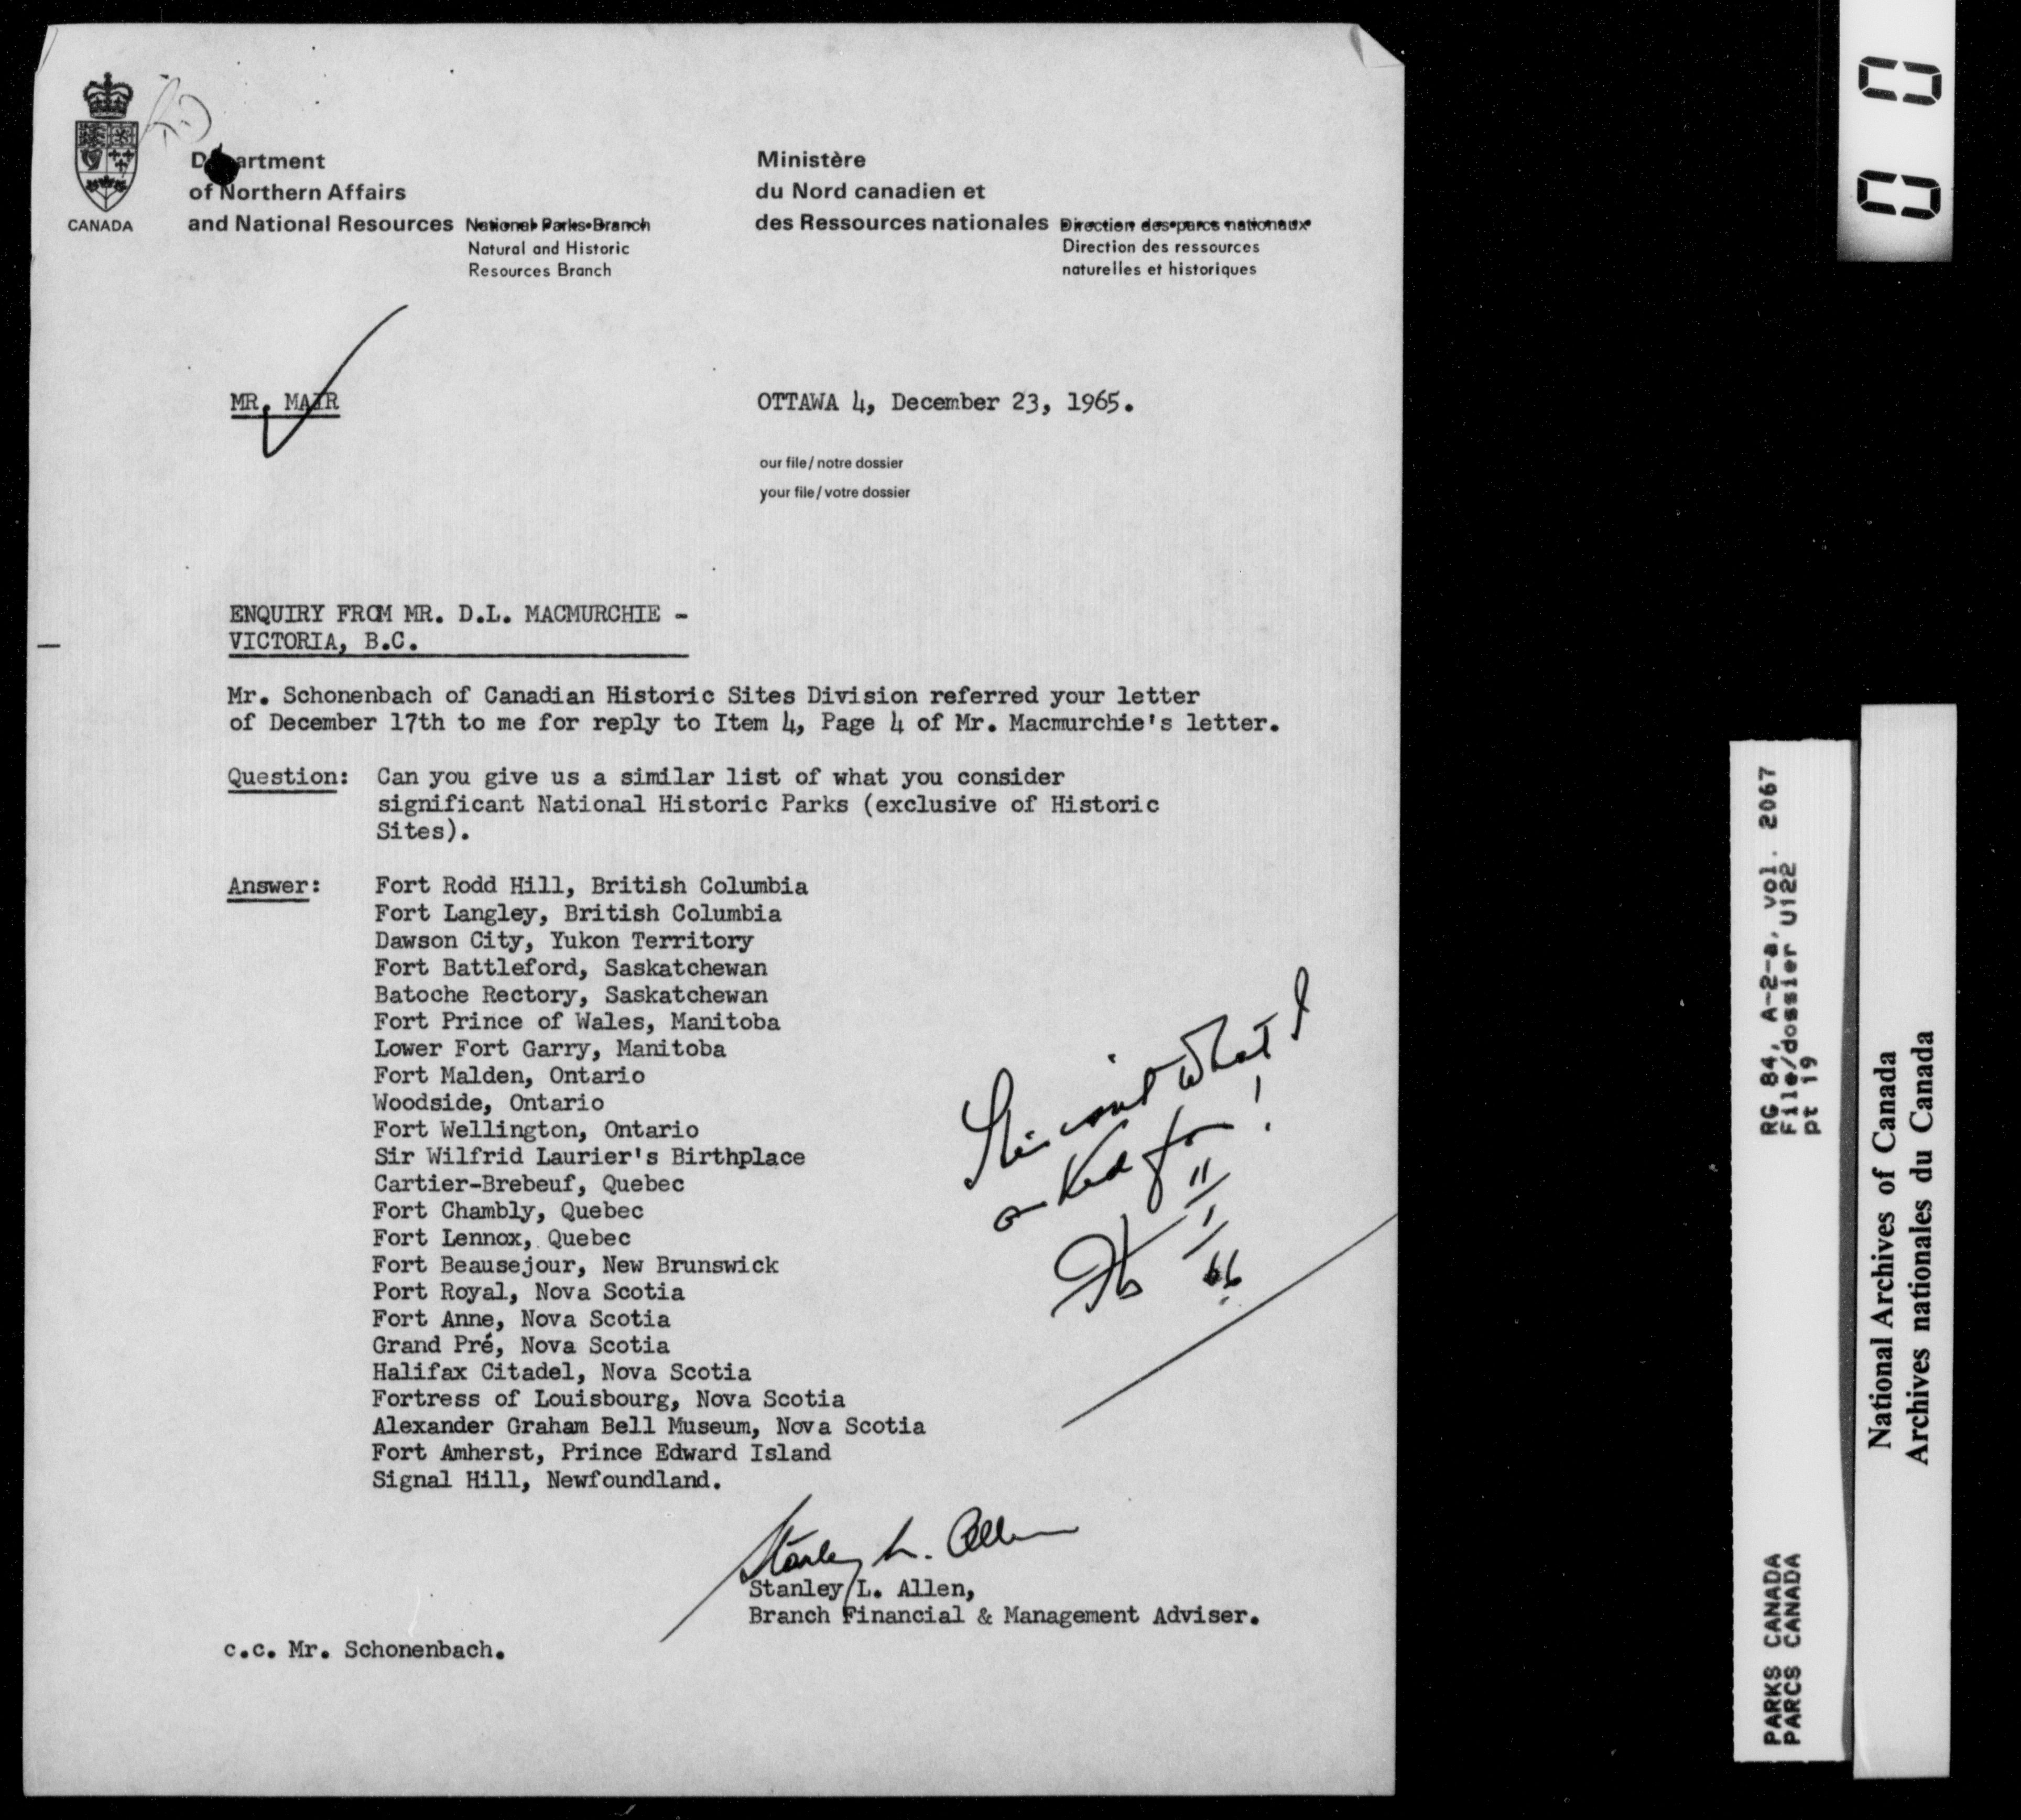 Department
of Northern Affairs
and National Resources National Parks Branch
Natural and Historic
Resources Branch
CANADA
Ministère
du Nord canadien et
des Ressources nationales Direction des parcs nationaux
Direction des ressources
naturelles et historiques
MR. MAIR
OTTAWA 4, December 23, 1965.
our file/notre dossier
your file/votre dossier
ENQUIRY FROM MR. D.L. MACMURCHIE -
VICTORIA, B.C.
Mr. Schonenbach of Canadian Historic Sites Division referred your letter
of December 17th to me for reply to Item 4, Page 4 of Mr. Macmurchie's letter.
Question: Can you give us a similar list of what you consider
significant National Historic Parks (exclusive of Historic
Sites).
Answer: Fort Rodd Hill, British Columbia
Fort Langley, British Columbia
Dawson City, Yukon Territory
Fort Battleford, Saskatchewan
Batoche Rectory, Saskatchewan
Fort Prince of Wales, Manitoba
Lower Fort Garry, Manitoba
Fort Malden, Ontario
Woodside, Ontario
Fort Wellington, Ontario
Sir Wilfrid Laurier's Birthplace
Cartier-Brebeuf, Quebec
Fort Chambly, Quebec
Fort Lennox, Quebec
Fort Beausejour, New Brunswick
Port Royal, Nova Scotia
Fort Anne, Nova Scotia
Grand Pré, Nova Scotia
Halifax Citadel, Nova Scotia
Fortress of Louisbourg, Nova Scotia
Alexander Graham Bell Museum, Nova Scotia
Fort Amherst, Prince Edward Island
Signal Hill, Newfoundland.
what I
asked for!
11
1
66
Stanley L. Allen
Stanley L. Allen,
Branch Financial & Management Adviser.
c.c. Mr. Schonenbach.
RG 84, A-2-a, vol. 2067
File/dossier U122
pt 19
PARKS CANADA
PARCS CANADA
National Archives of Canada
Archives nationales du Canada